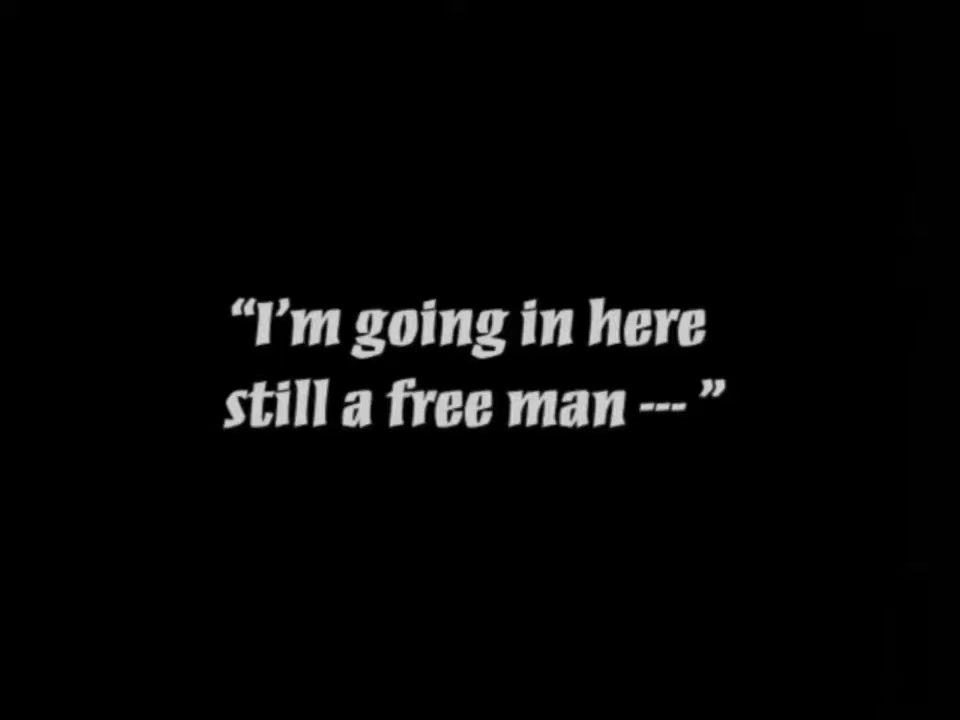 “I’m going in here
still a free man --- ”